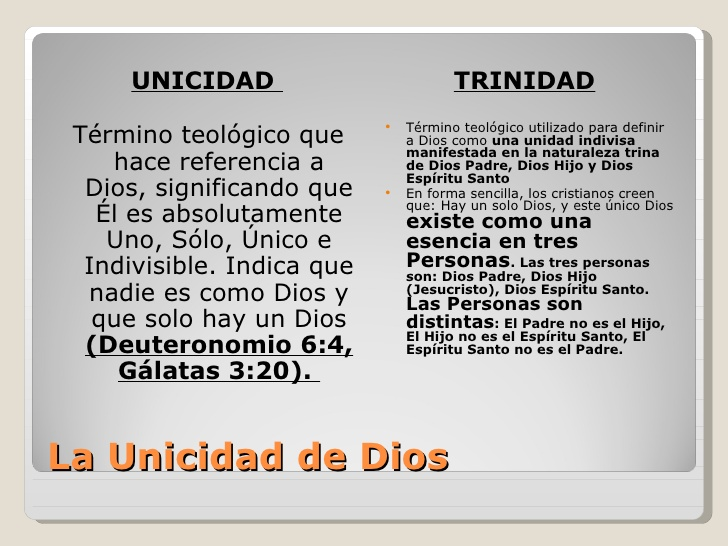 UNICIDAD
Término teológico que
hace referencia a
Dios, significando que
Él es absolutamente
Uno, Sólo, Único e
Indivisible. Indica que
nadie es como Dios y
que solo hay un Dios
(Deuteronomio 6:4,
Gálatas 3:20).
TRINIDAD
• Término teológico utilizado para definir
a Dios como una unidad indivisa
manifestada en la naturaleza trina
de Dios Padre, Dios Hijo y Dios
Espíritu Santo
• En forma sencilla, los cristianos creen
que: Hay un solo Dios, y este único Dios
existe como una
esencia en tres
Personas. Las tres personas
son: Dios Padre, Dios Hijo
(Jesucristo), Dios Espíritu Santo.
Las Personas son
distintas: El Padre no es el Hijo,
El Hijo no es el Espíritu Santo, El
Espíritu Santo no es el Padre.
La Unicidad de Dios